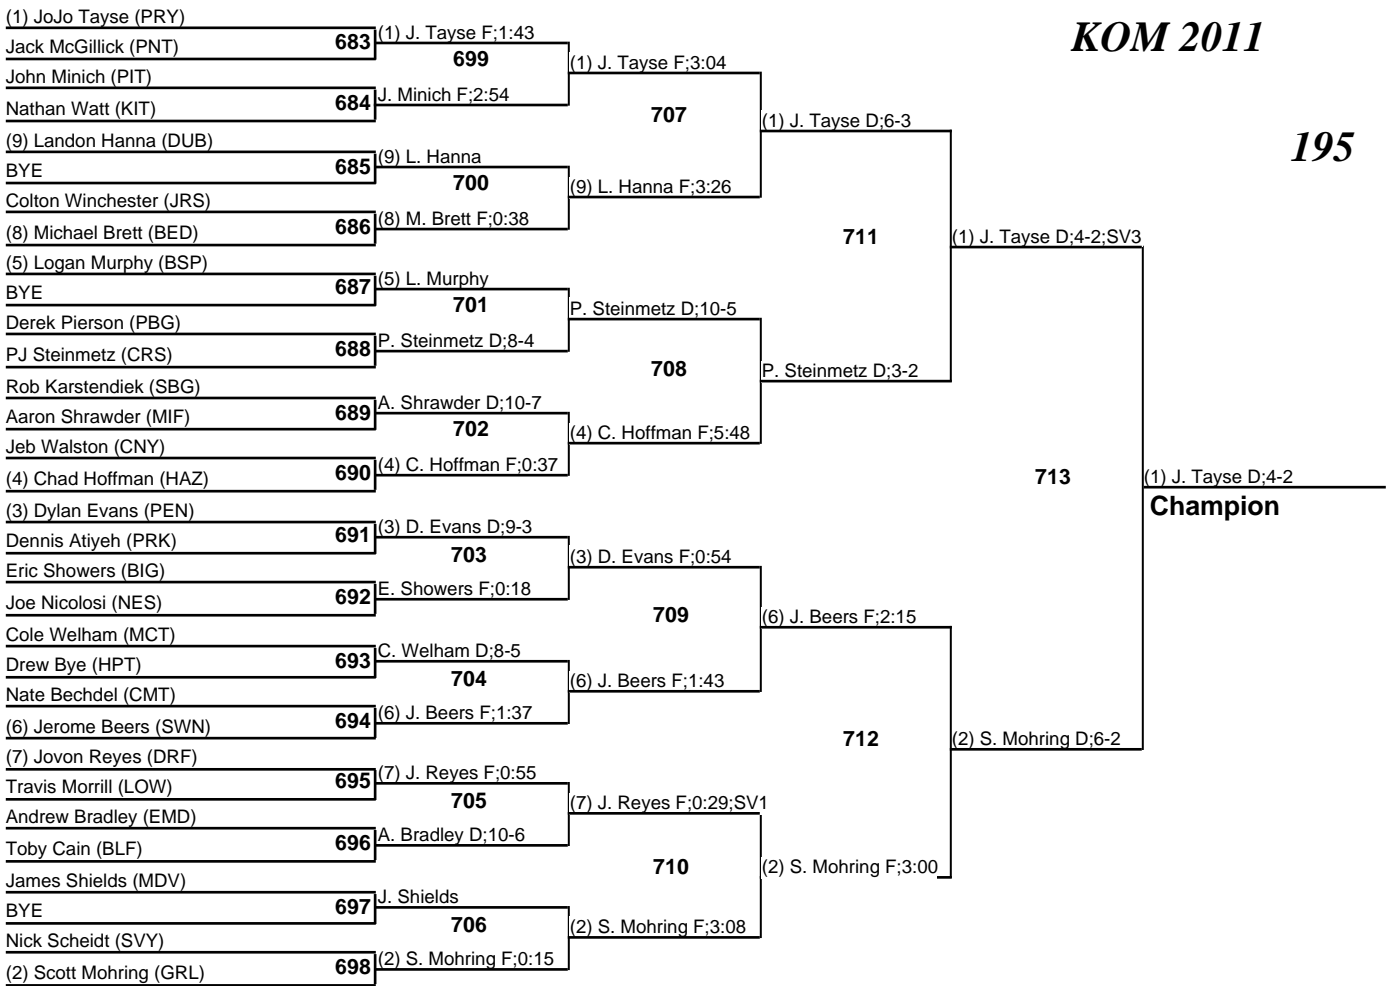 KOM 2011
195
(1) JoJo Tayse (PRY)
Jack McGillick (PNT)
John Minich (PIT)
Nathan Watt (KIT)
(9) Landon Hanna (DUB)
BYE
Colton Winchester (JRS)
(8) Michael Brett (BED)
(5) Logan Murphy (BSP)
BYE
Derek Pierson (PBG)
PJ Steinmetz (CRS)
Rob Karstendiek (SBG)
Aaron Shrawder (MIF)
Jeb Walston (CNY)
(4) Chad Hoffman (HAZ)
(3) Dylan Evans (PEN)
Dennis Atiyeh (PRK)
Eric Showers (BIG)
Joe Nicolosi (NES)
Cole Welham (MCT)
Drew Bye (HPT)
Nate Bechdel (CMT)
(6) Jerome Beers (SWN)
(7) Jovon Reyes (DRF)
Travis Morrill (LOW)
Andrew Bradley (EMD)
Toby Cain (BLF)
James Shields (MDV)
BYE
Nick Scheidt (SVY)
(2) Scott Mohring (GRL)
683
684
685
686
687
688
689
690
691
692
693
694
695
696
697
698
(1) J. Tayse F;1:43
699
J. Minich F;2:54
(9) L. Hanna
700
(8) M. Brett F;0:38
(5) L. Murphy
701
P. Steinmetz D;8-4
A. Shrawder D;10-7
702
(4) C. Hoffman F;0:37
(3) D. Evans D;9-3
703
E. Showers F;0:18
C. Welham D;8-5
704
(6) J. Beers F;1:37
(7) J. Reyes F;0:55
705
A. Bradley D;10-6
J. Shields
706
(2) S. Mohring F;0:15
(1) J. Tayse F;3:04
707
(9) L. Hanna F;3:26
P. Steinmetz D;10-5
708
(4) C. Hoffman F;5:48
(3) D. Evans F;0:54
709
(6) J. Beers F;1:43
(7) J. Reyes F;0:29;SV1
710
(2) S. Mohring F;3:08
(1) J. Tayse D;6-3
711
P. Steinmetz D;3-2
(6) J. Beers F;2:15
712
(2) S. Mohring F;3:00
(1) J. Tayse D;4-2;SV3
713
(2) S. Mohring D;6-2
(1) J. Tayse D;4-2
Champion